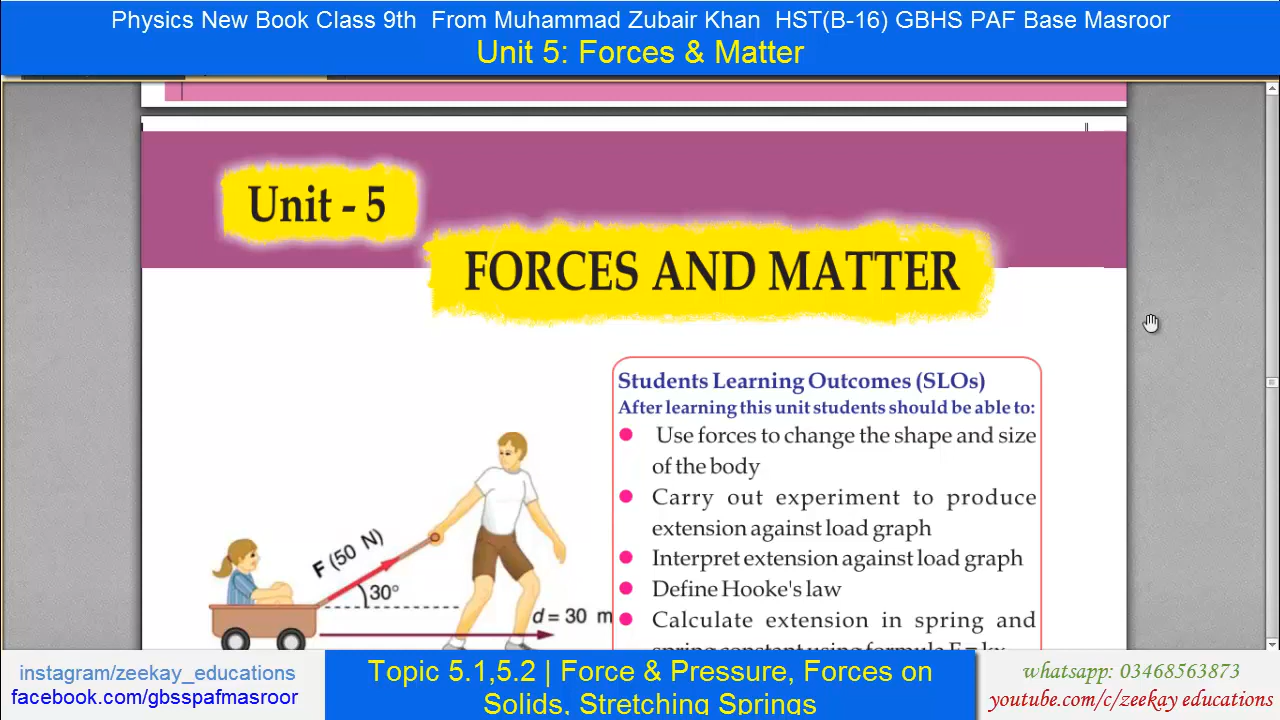 Physics New Book Class 9th From Muhammad Zubair Khan HST(B-16) GBHS PAF Base Masroor
Unit 5: Forces & Matter
Unit - 5
FORCES AND MATTER
Students Learning Outcomes (SLOs)
After learning this unit students should be able to:
Use forces to change the shape and size
of the body
Carry out experiment to produce
extension against load graph
Interpret extension against load graph
Define Hooke's law
Calculate extension in spring and
spring constant using formula F = kx
F (50 N)
30°
d = 30 m
instagram/zeekay_educations
facebook.com/gbsspafmasroor
Topic 5.1,5.2 | Force & Pressure, Forces on
Solids, Stretching Springs
whatsapp: 03468563873
youtube.com/c/zeekay educations